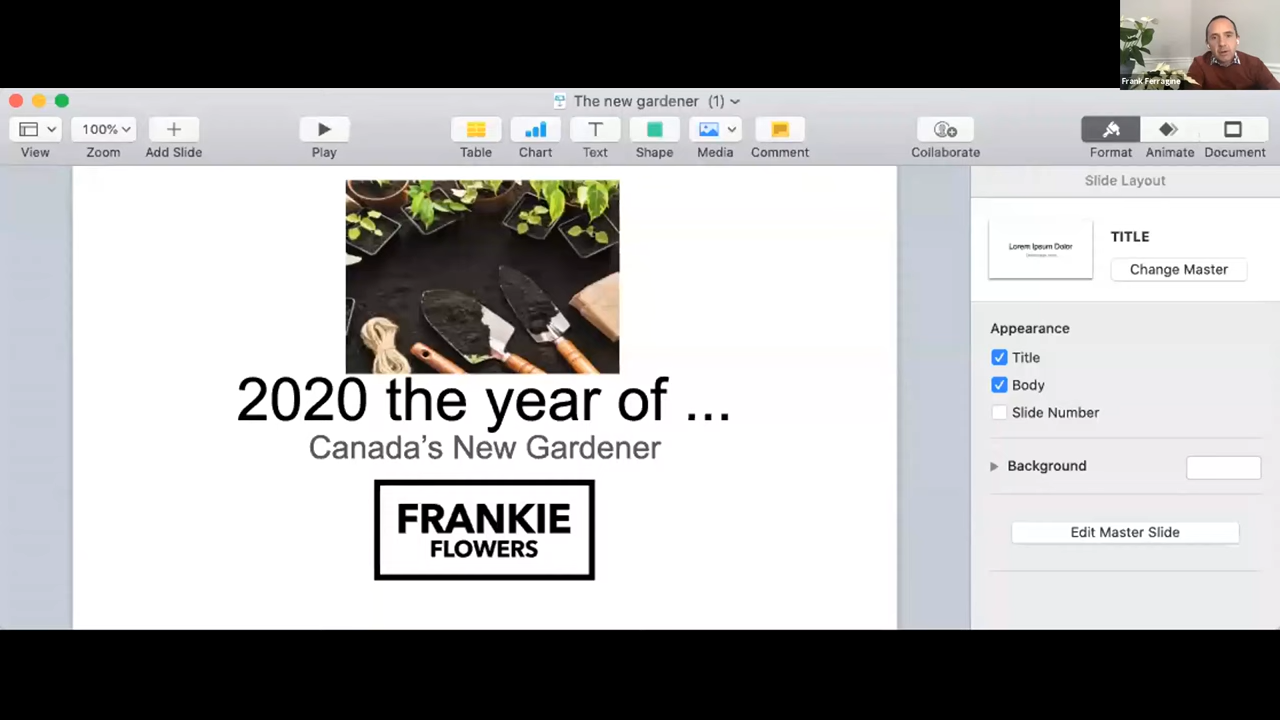 Frank Ferragine
The new gardener (1)
100%
View
Zoom
Add Slide
Play
Table
Chart
Text
Shape
Media
Comment
Collaborate
Format
Animate
Document
Slide Layout
Lorem Ipsum Dolor
TITLE
Change Master
Appearance
Title
Body
Slide Number
Background
Edit Master Slide
2020 the year of ...
Canada’s New Gardener
FRANKIE
FLOWERS